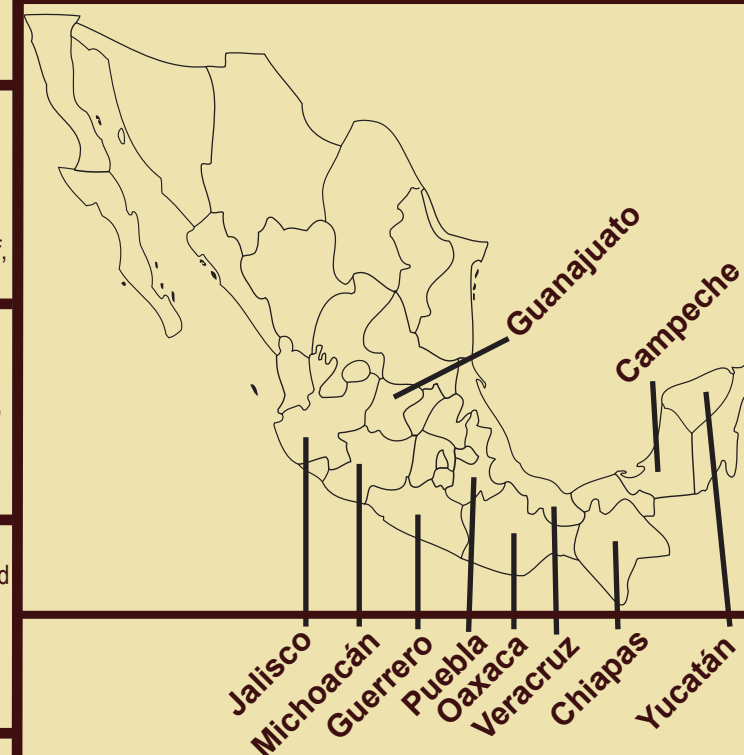 Guanajuato
Campeche
d
Jalisco
Michoacán
Guerrero
Puebla
Oaxaca
Veracruz
Chiapas
Yucatán